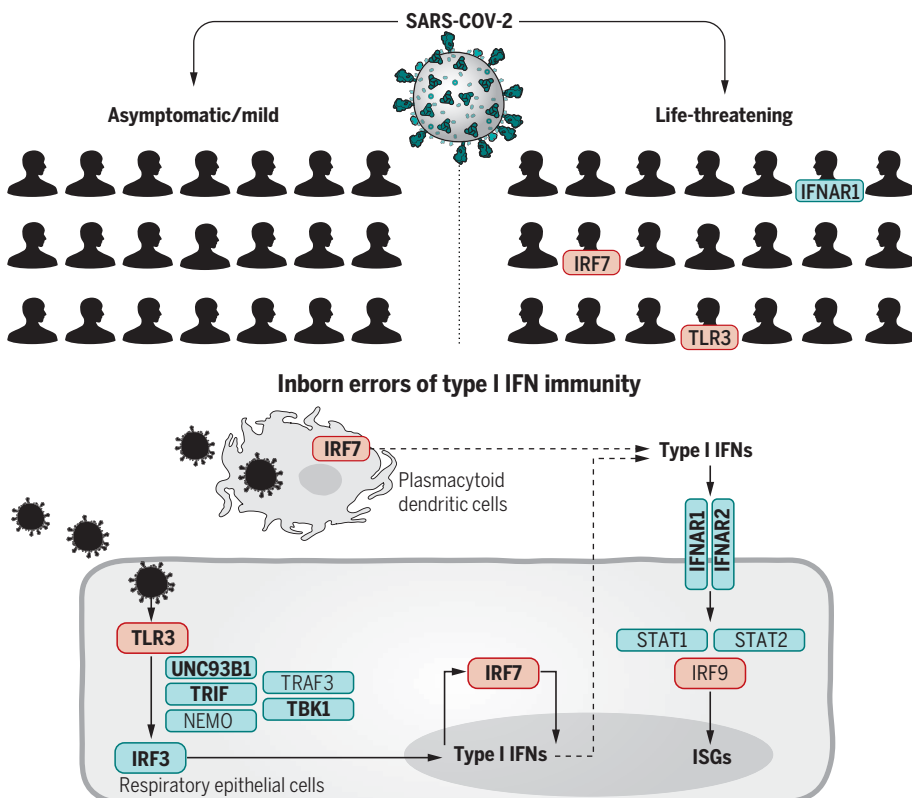 SARS-COV-2
Asymptomatic/mild
Life-threatening
IFNAR1
IRF7
TLR3
Inborn errors of type I IFN immunity
IRF7
Plasmacytoid
dendritic cells
Type I IFNs
IFNAR1
IFNAR2
TLR3
UNC93B1
TRIF
NEMO
TRAF3
TBK1
IRF3
Respiratory epithelial cells
IRF7
Type I IFNs
STAT1
STAT2
IRF9
ISGs